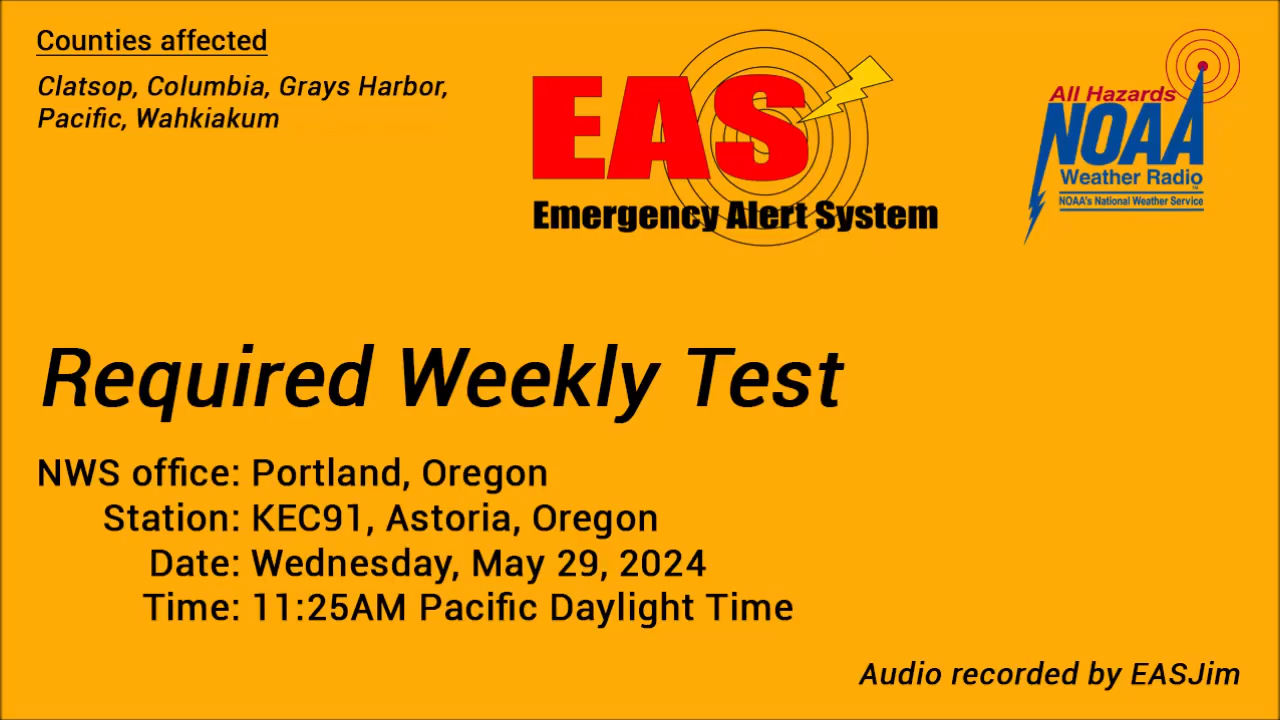 Counties affected
Clatsop, Columbia, Grays Harbor,
Pacific, Wahkiakum
EAS
Emergency Alert System
All Hazards
NOAA
Weather Radio
TM
NOAA's National Weather Service
Required Weekly Test
NWS office: Portland, Oregon
Station: KEC91, Astoria, Oregon
Date: Wednesday, May 29, 2024
Time: 11:25AM Pacific Daylight Time
Audio recorded by EASJim